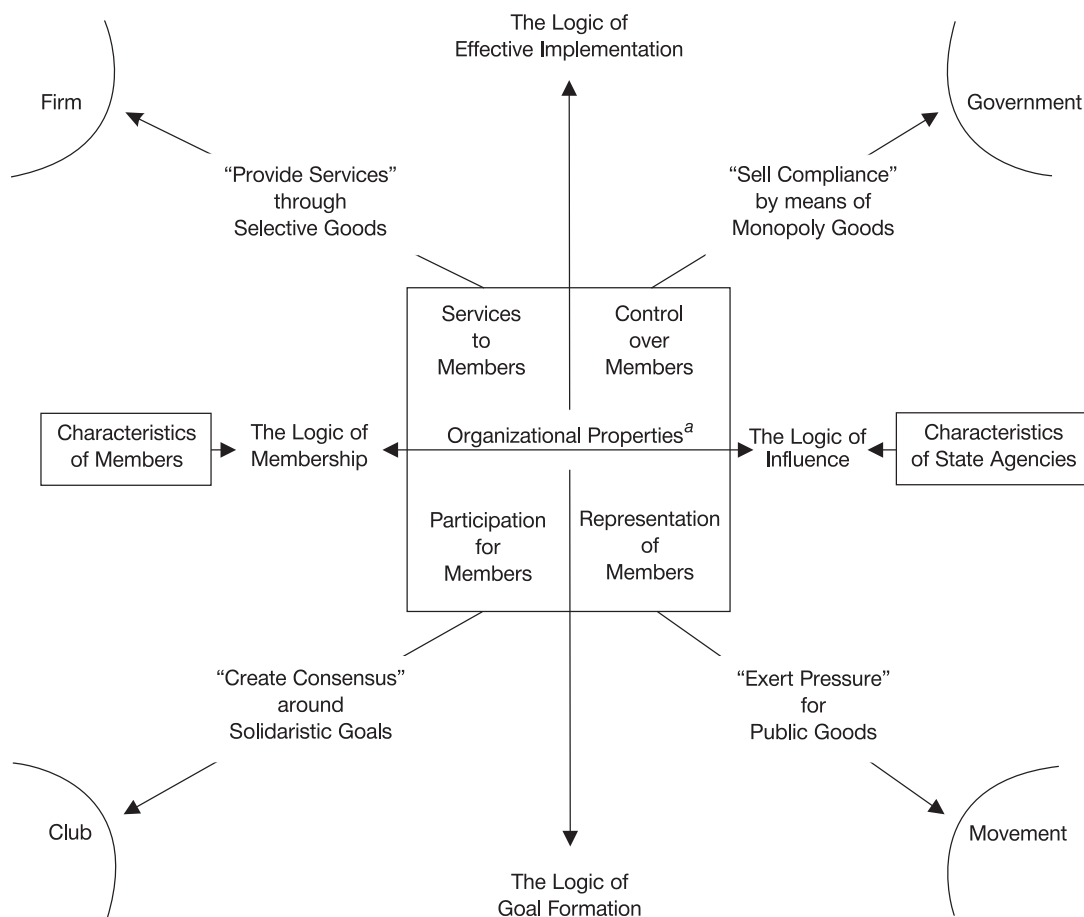 The Logic of
Effective Implementation
Firm
Government
“Provide Services”
through
Selective Goods
“Sell Compliance”
by means of
Monopoly Goods
Services
to
Members
Control
over
Members
Characteristics
of Members
The Logic of
Membership
Organizational Properties^a
The Logic of
Influence
Characteristics
of State Agencies
Participation
for
Members
Representation
of
Members
“Create Consensus”
around
Solidaristic Goals
“Exert Pressure”
for
Public Goods
Club
Movement
The Logic of
Goal Formation